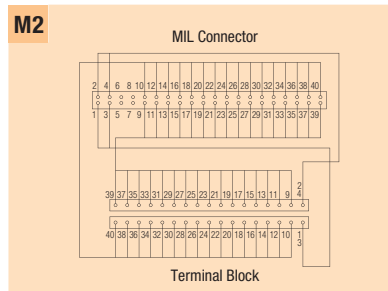 M2
MIL Connector
2 4 6 8 10 12 14 16 18 20 22 24 26 28 30 32 34 36 38 40
1 3 5 7 9 11 13 15 17 19 21 23 25 27 29 31 33 35 37 39
2
39 37 35 33 31 29 27 25 23 21 19 17 15 13 11 9 4
40 38 36 34 32 30 28 26 24 22 20 18 16 14 12 10 1
3
Terminal Block